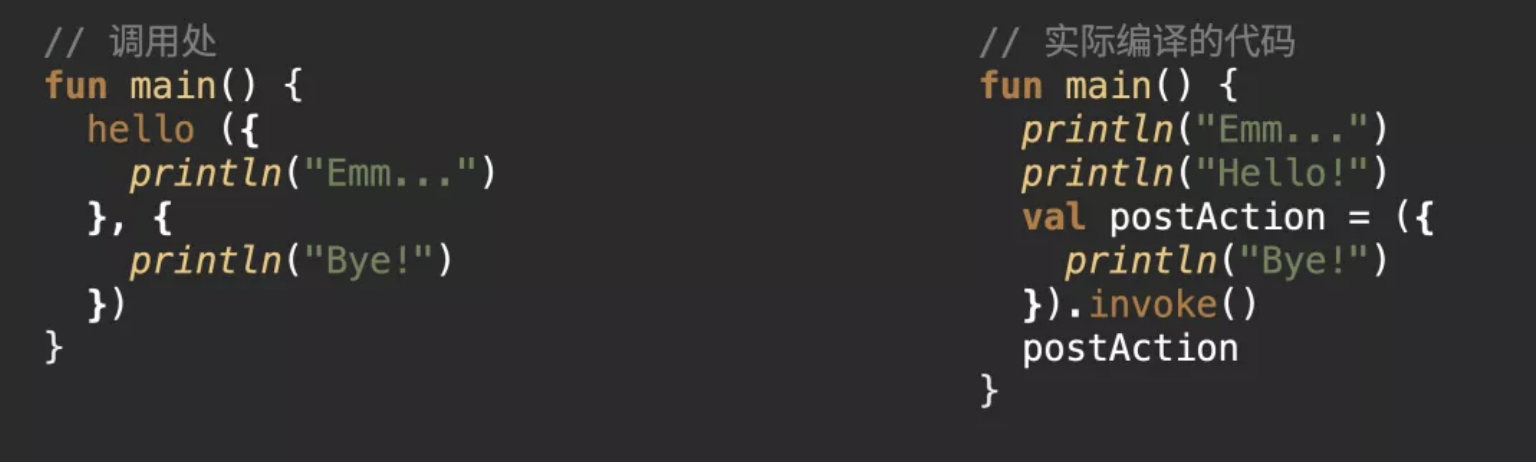 // 调用处
fun main() {
  hello ({
    println("Emm...")
  }, {
    println("Bye!")
  })
}
// 实际编译的代码
fun main() {
  println("Emm...")
  println("Hello!")
  val postAction = ({
    println("Bye!")
  }).invoke()
  postAction
}